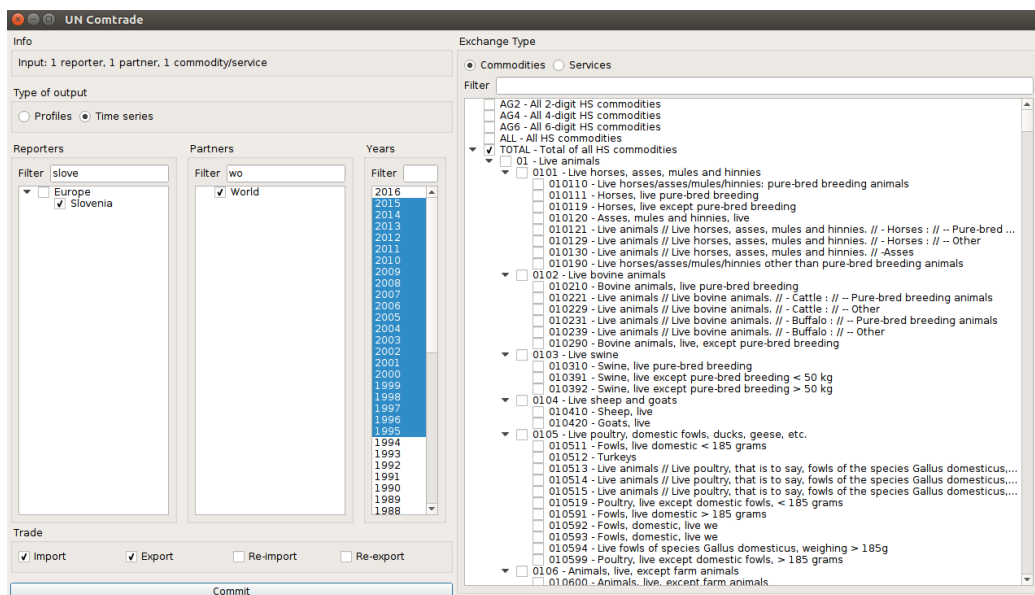 UN Comtrade
Info
Input: 1 reporter, 1 partner, 1 commodity/service
Type of output
Profiles
Time series
Reporters
Filter slove
Europe
Slovenia
Partners
Filter wo
World
Years
Filter
2016
2015
2014
2013
2012
2011
2010
2009
2008
2007
2006
2005
2004
2003
2002
2001
2000
1999
1998
1997
1996
1995
1994
1993
1992
1991
1990
1989
1988
Trade
Import
Export
Re-import
Re-export
Commit
Exchange Type
Commodities
Services
Filter
AG2 - All 2-digit HS commodities
AG4 - All 4-digit HS commodities
AG6 - All 6-digit HS commodities
ALL - All HS commodities
TOTAL - Total of all HS commodities
01 - Live animals
0101 - Live horses, asses, mules and hinnies
010110 - Live horses/asses/mules/hinnies: pure-bred breeding animals
010111 - Horses, live pure-bred breeding
010119 - Horses, live except pure-bred breeding
010120 - Asses, mules and hinnies, live
010121 - Live animals // Live horses, asses, mules and hinnies. // - Horses : // -- Pure-bred ...
010129 - Live animals // Live horses, asses, mules and hinnies. // - Horses : // -- Other
010130 - Live animals // Live horses, asses, mules and hinnies. // -Asses
010190 - Live horses/asses/mules/hinnies other than pure-bred breeding animals
0102 - Live bovine animals
010210 - Bovine animals, live pure-bred breeding
010221 - Live animals // Live bovine animals. // - Cattle : // -- Pure-bred breeding animals
010229 - Live animals // Live bovine animals. // - Cattle : // -- Other
010231 - Live animals // Live bovine animals. // - Buffalo : // -- Pure-bred breeding animals
010239 - Live animals // Live bovine animals. // - Buffalo : // -- Other
010290 - Bovine animals, live, except pure-bred breeding
0103 - Live swine
010310 - Swine, live pure-bred breeding
010391 - Swine, live except pure-bred breeding < 50 kg
010392 - Swine, live except pure-bred breeding > 50 kg
0104 - Live sheep and goats
010410 - Sheep, live
010420 - Goats, live
0105 - Live poultry, domestic fowls, ducks, geese, etc.
010511 - Fowls, live domestic < 185 grams
010512 - Turkeys
010513 - Live animals // Live poultry, that is to say, fowls of the species Gallus domesticus,...
010514 - Live animals // Live poultry, that is to say, fowls of the species Gallus domesticus,...
010515 - Live animals // Live poultry, that is to say, fowls of the species Gallus domesticus,...
010519 - Poultry, live except domestic fowls, < 185 grams
010591 - Fowls, live domestic > 185 grams
010592 - Fowls, domestic, live we
010593 - Fowls, domestic, live we
010594 - Live fowls of species Gallus domesticus, weighing > 185g
010599 - Poultry, live except domestic fowls, > 185 grams
0106 - Animals, live, except farm animals
010600 - Animals, live, except farm animals